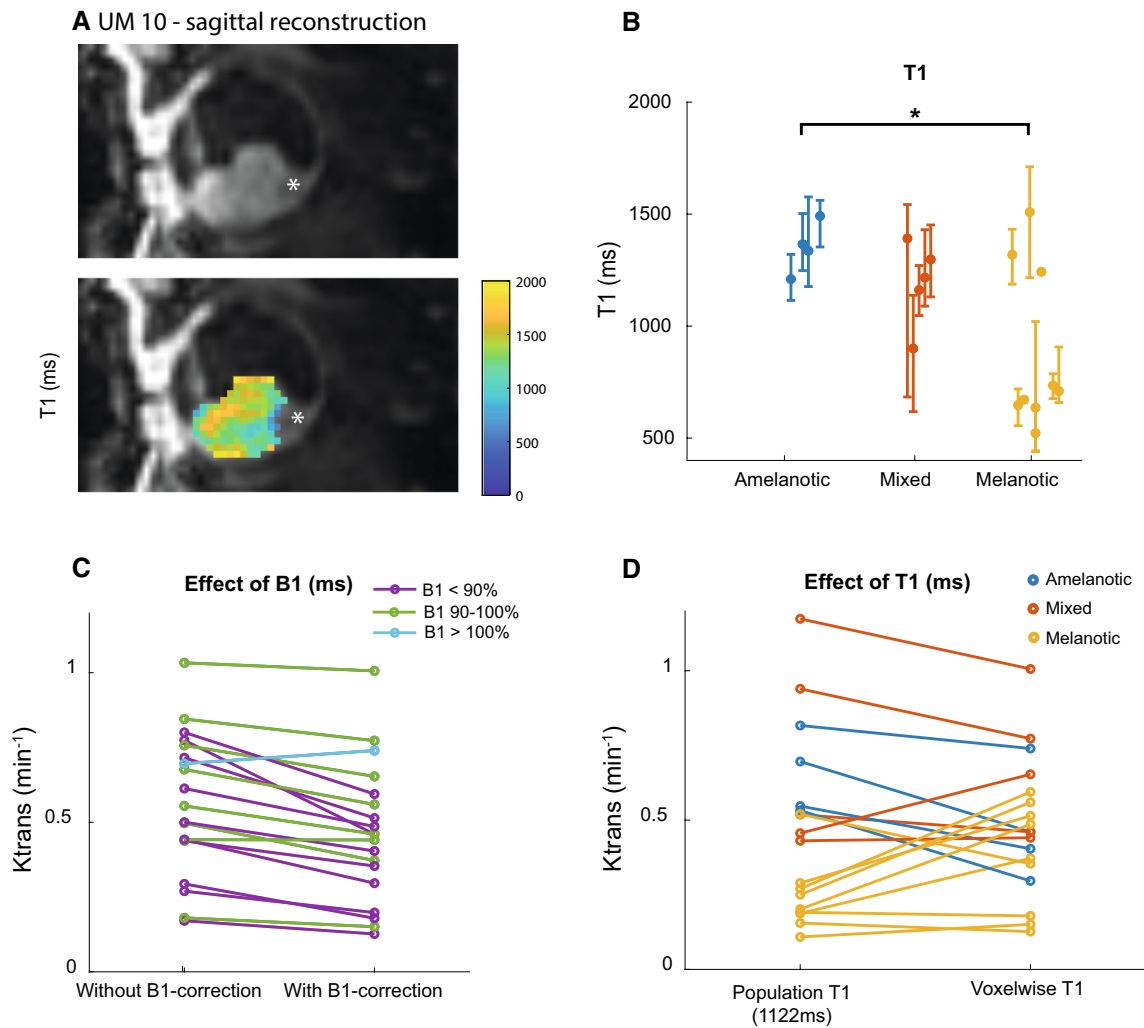 A UM 10 - sagittal reconstruction
*
T1 (ms)
*
2000
1500
1000
500
0
B
T1
*
T1 (ms)
2000
1500
1000
500
Amelanotic
Mixed
Melanotic
C
Effect of B1 (ms)
B1 < 90%
B1 90-100%
B1 > 100%
Ktrans (min⁻¹)
1
0.5
0
Without B1-correction
With B1-correction
D
Effect of T1 (ms)
Amelanotic
Mixed
Melanotic
Ktrans (min⁻¹)
1
0.5
0
Population T1
(1122ms)
Voxelwise T1